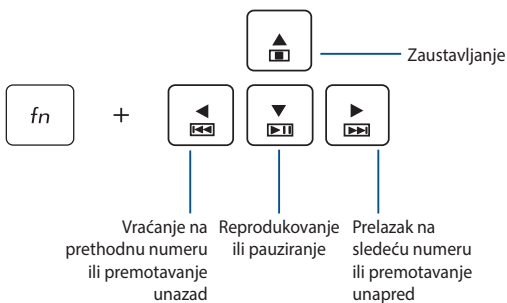 Zaustavljanje
fn +
Vraćanje na
prethodnu numeru
ili premotavanje
unazad
Reprodukovanje
ili pauziranje
Prelazak na
sledeću numeru
ili premotavanje
unapred